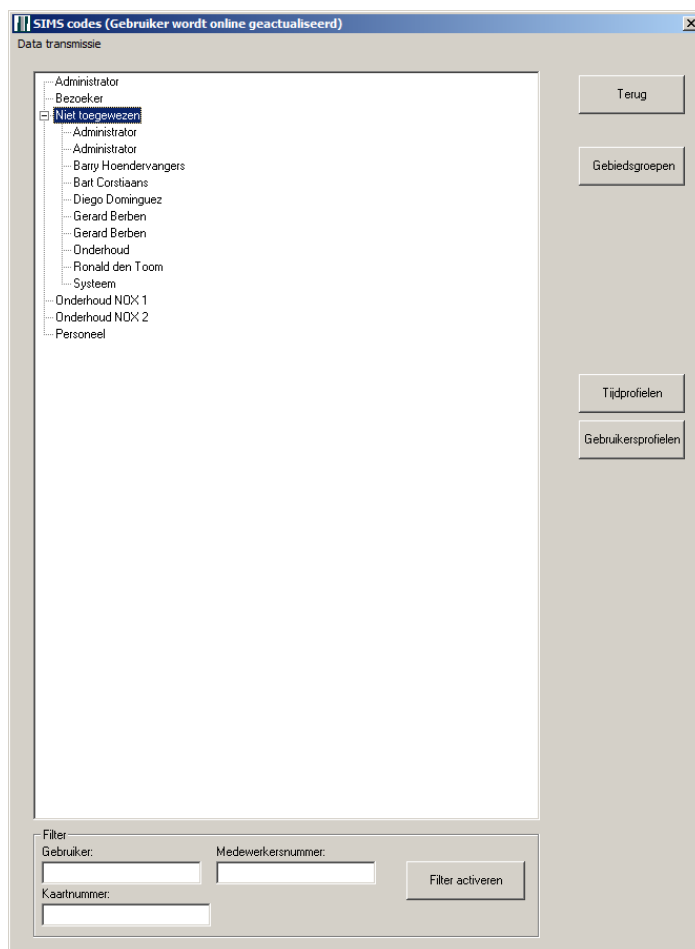 SIMS codes (Gebruiker wordt online geactualiseerd)
Data transmissie
Administrator
Bezoeker
Niet toegewezen
Administrator
Administrator
Barry Hoendervangers
Bart Corstiaans
Diego Dominguez
Gerard Berben
Gerard Berben
Onderhoud
Ronald den Toom
Systeem
Onderhoud NOX 1
Onderhoud NOX 2
Personeel
Terug
Gebiedsgroepen
Tijdprofielen
Gebruikersprofielen
Filter
Gebruiker:
Medewerkersnummer:
Kaartnummer:
Filter activeren